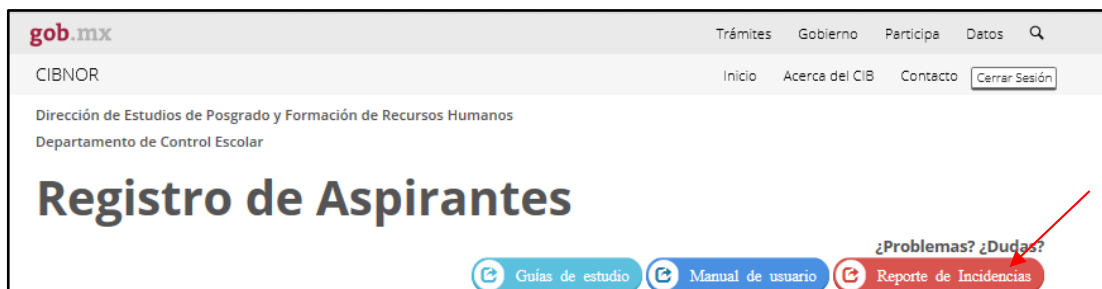 gob.mx Trámites Gobierno Participa Datos
CIBNOR Inicio Acerca del CIB Contacto Cerrar Sesión
Dirección de Estudios de Posgrado y Formación de Recursos Humanos
Departamento de Control Escolar
Registro de Aspirantes
¿Problemas? ¿Dudas?
Guías de estudio Manual de usuario Reporte de Incidencias